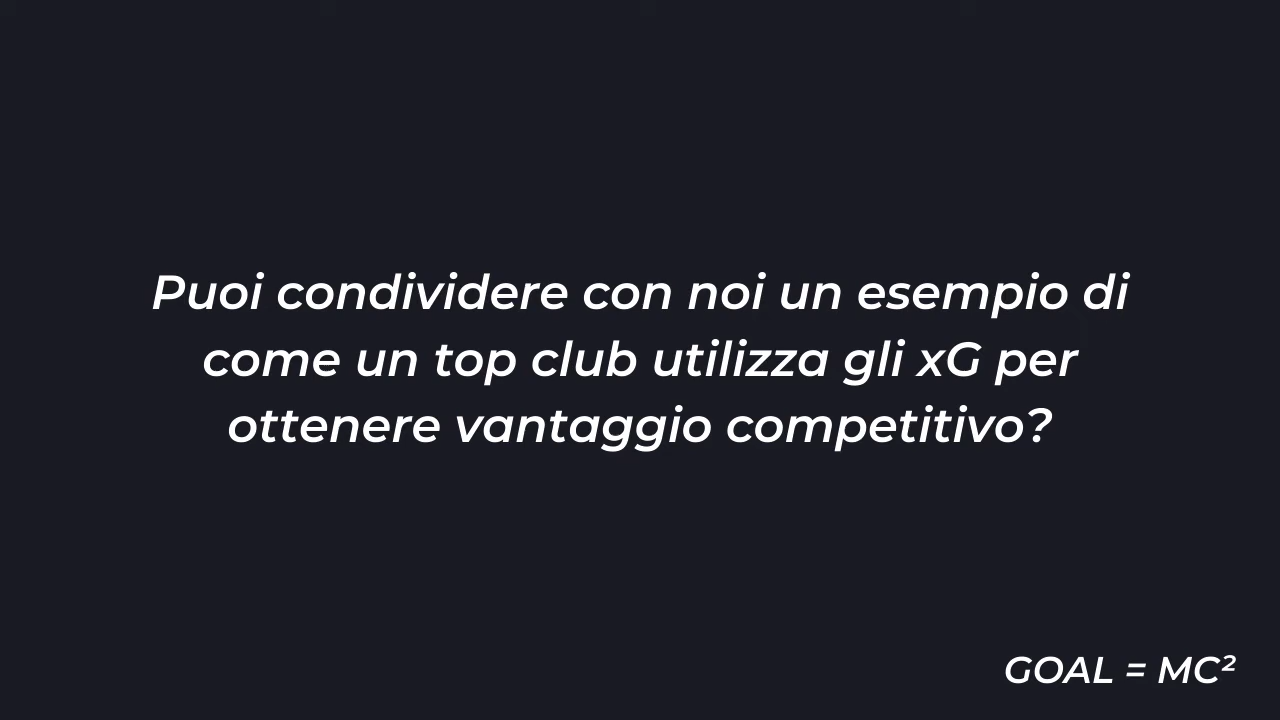 Puoi condividere con noi un esempio di
come un top club utilizza gli xG per
ottenere vantaggio competitivo?
GOAL = MC²